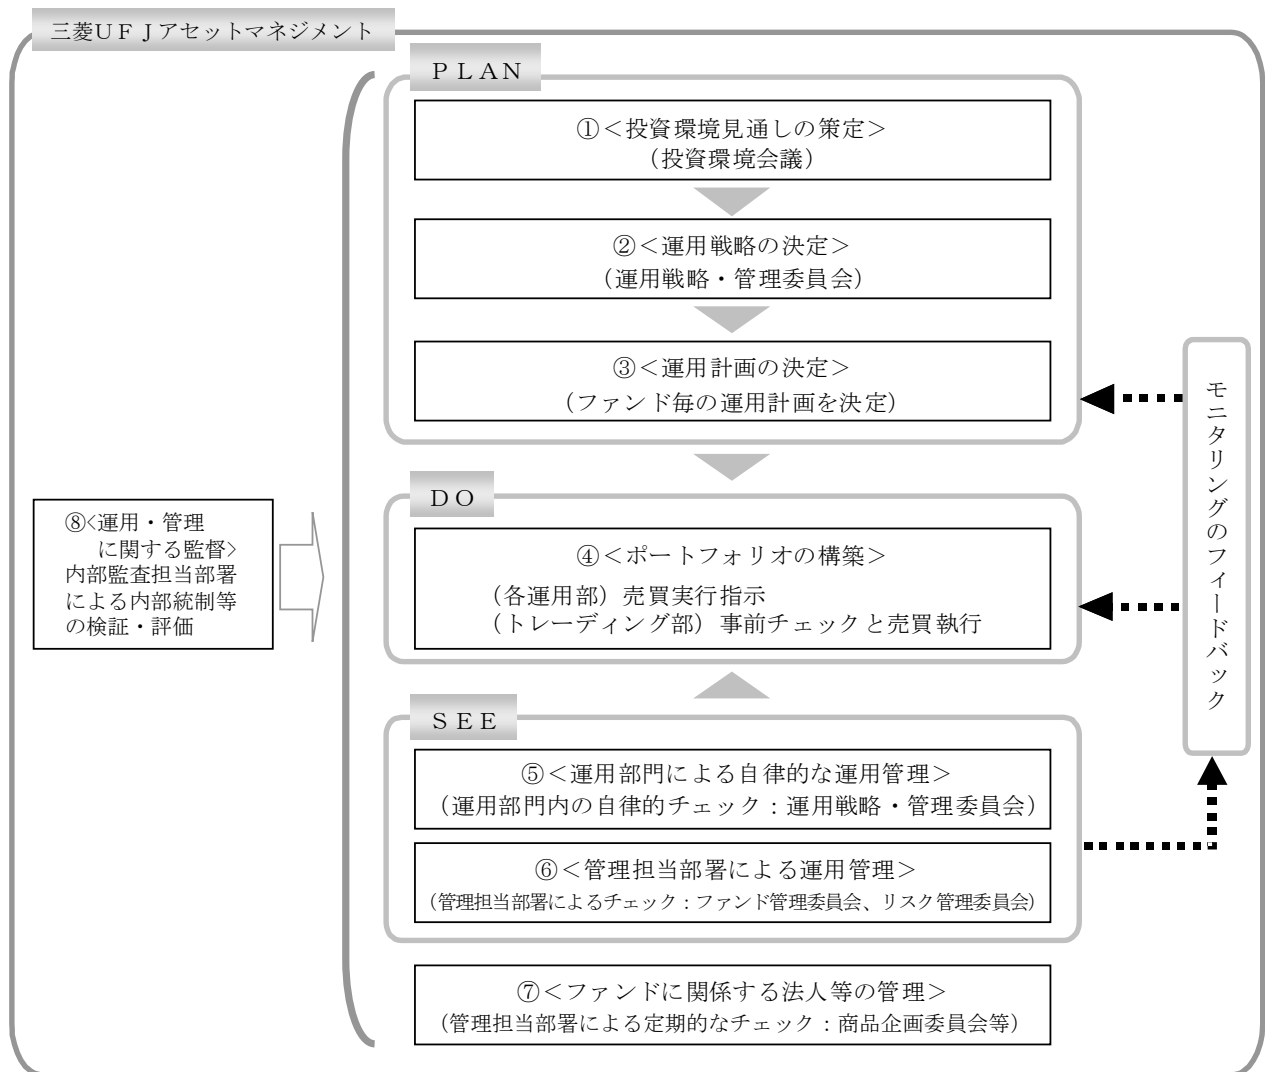 三菱ＵＦＪアセットマネジメント
ＰＬＡＮ
①＜投資環境見通しの策定＞
（投資環境会議）
②＜運用戦略の決定＞
（運用戦略・管理委員会）
③＜運用計画の決定＞
（ファンド毎の運用計画を決定）
ＤＯ
④＜ポートフォリオの構築＞
（各運用部）売買実行指示
（トレーディング部）事前チェックと売買執行
ＳＥＥ
⑤＜運用部門による自律的な運用管理＞
（運用部門内の自律的チェック：運用戦略・管理委員会）
⑥＜管理担当部署による運用管理＞
（管理担当部署によるチェック：ファンド管理委員会、リスク管理委員会）
⑦＜ファンドに関係する法人等の管理＞
（管理担当部署による定期的なチェック：商品企画委員会等）
⑧<運用・管理
に関する監督>
内部監査担当部署
による内部統制等
の検証・評価
モニタリングのフィードバック